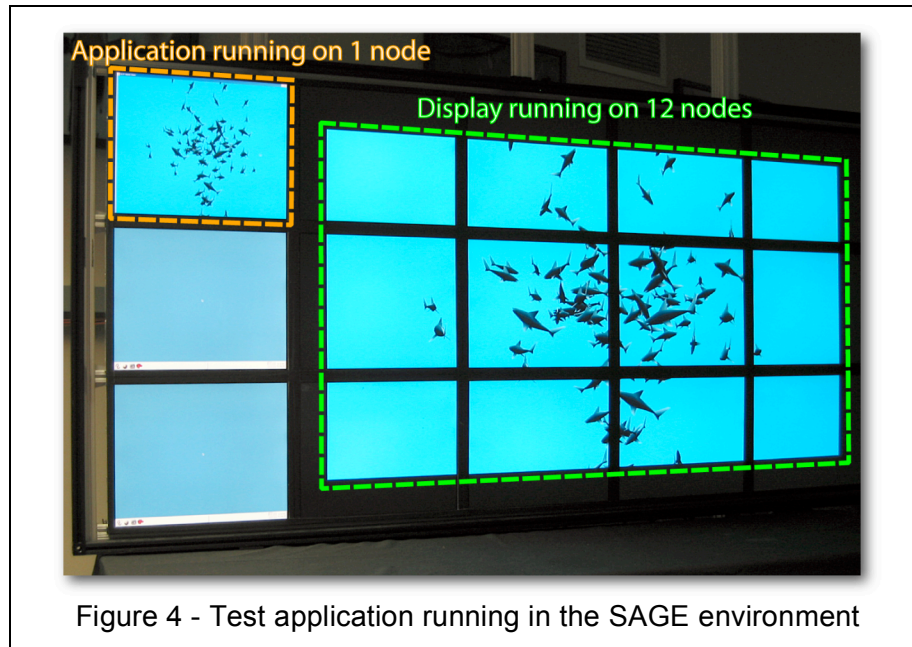 Application running on 1 node
Display running on 12 nodes
Figure 4 - Test application running in the SAGE environment